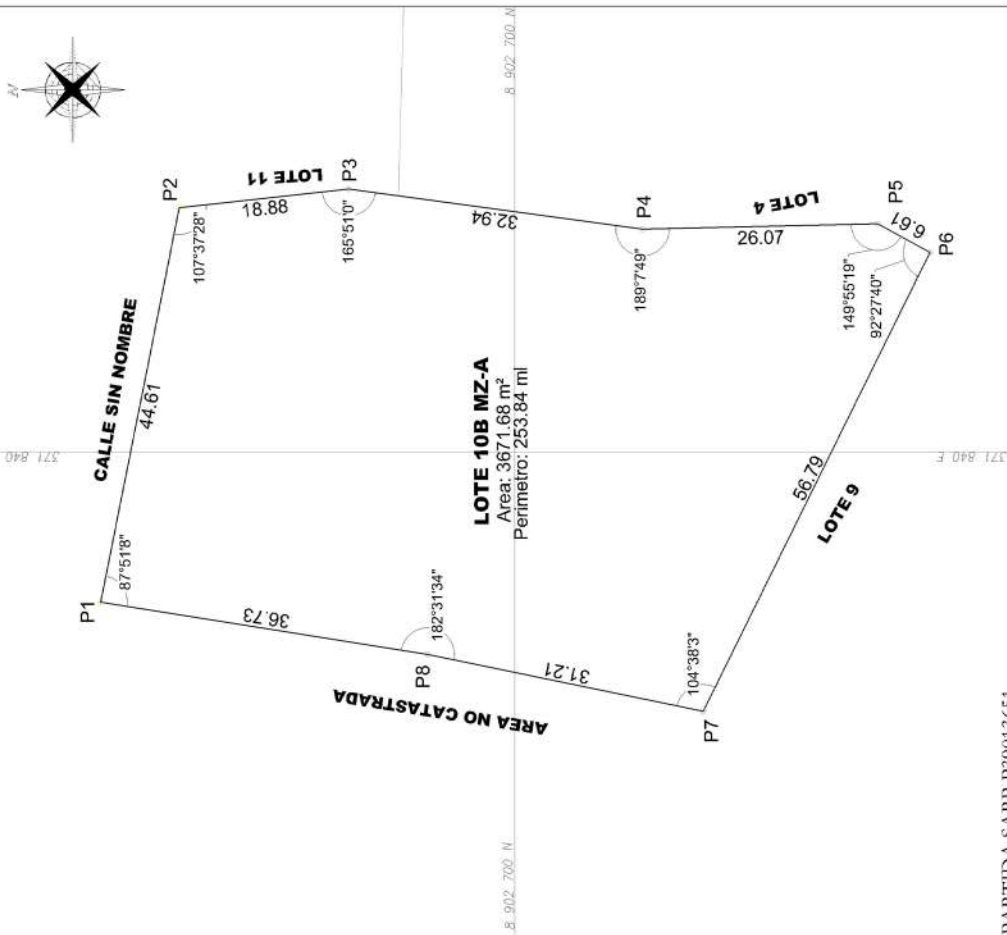 N
8 902 700 N
371 840
CALLE SIN NOMBRE
44.61
P1
87°51'8"
P2
107°37'28"
LOTE 11
18.88
P3
165°51'0"
32.94
P4
189°7'49"
LOTE 4
26.07
P5
149°55'19"
6.61
P6
92°27'40"
56.79
LOTE 9
P7
104°38'3"
31.21
P8
182°31'34"
36.73
AREA NO CATASTRADA
LOTE 10B MZ-A
Area: 3671.68 m²
Perimetro: 253.84 ml
371 840 E
8 902 700 N